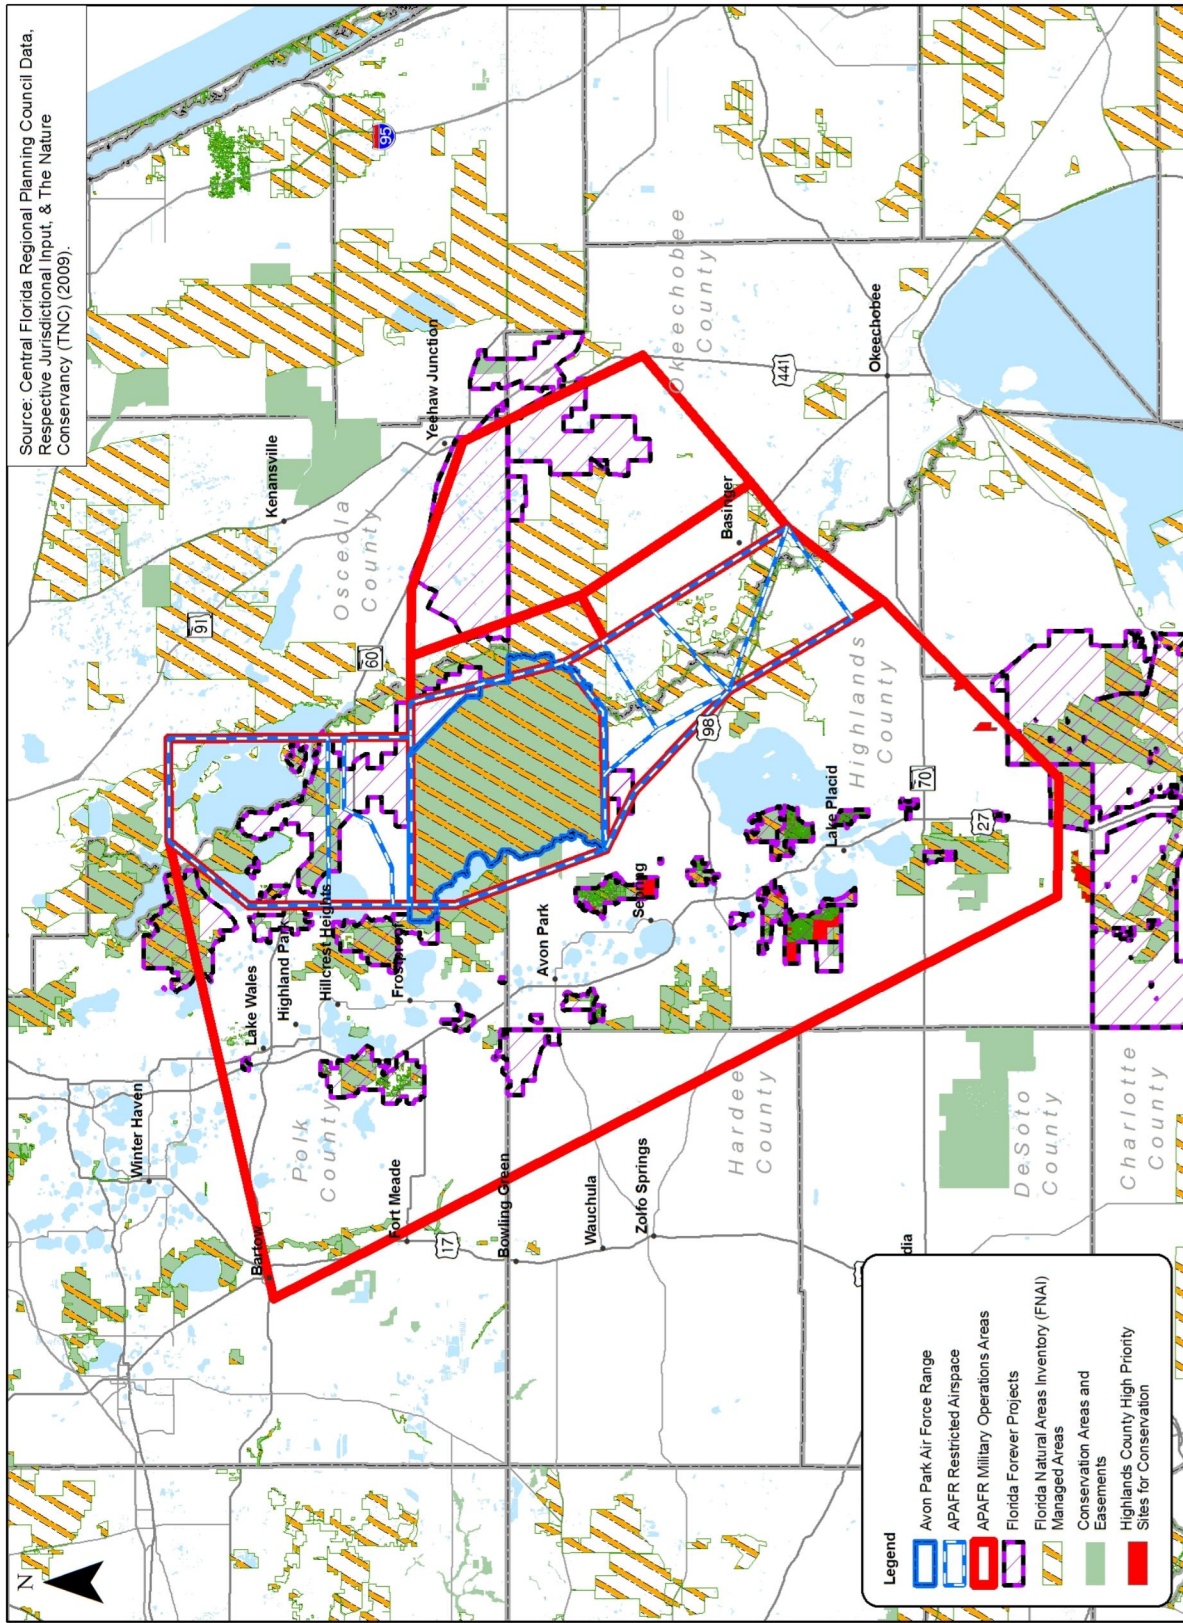 Source: Central Florida Regional Planning Council Data,
Respective Jurisdictional Input, & The Nature
Conservancy (TNC) (2009).
N
95
Kenansville
Osceola
County
91
60
Yeehaw Junction
Okeechobee
County
441
Okeechobee
Basinger
98
Highlands
County
Lake Placid
70
27
Winter Haven
Lake Wales
Highland Park
Hillcrest Heights
Frostproof
Avon Park
Sebring
Polk
County
Bartow
Fort Meade
17
Bowling Green
Wauchula
Zolfo Springs
Hardee
County
DeSoto
County
Charlotte
County
dia
Legend
Avon Park Air Force Range
APAFR Restricted Airspace
APAFR Military Operations Areas
Florida Forever Projects
Florida Natural Areas Inventory (FNAI)
Managed Areas
Conservation Areas and
Easements
Highlands County High Priority
Sites for Conservation